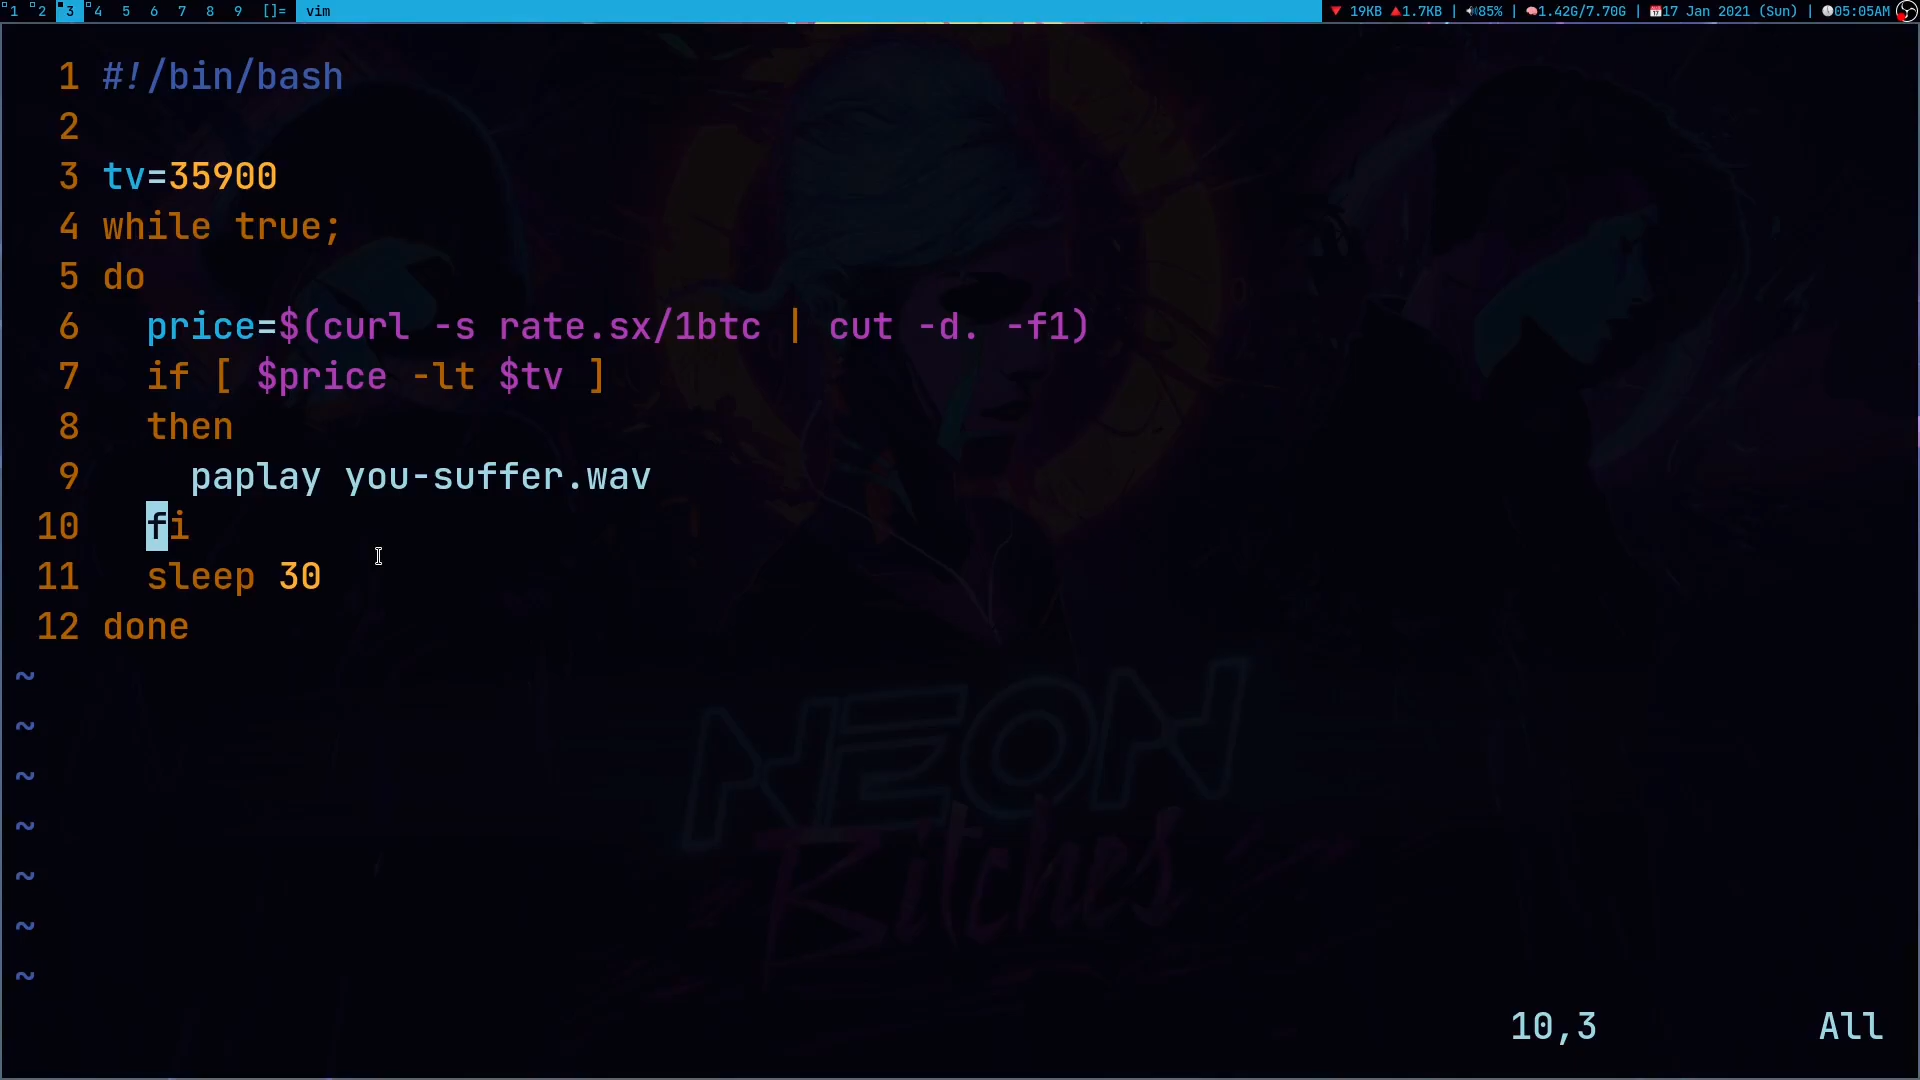 1 2 3 4 5 6 7 8 9 []= vim 19KB 1.7KB | 85% | 1.42G/7.70G | 17 Jan 2021 (Sun) | 05:05AM
1 #!/bin/bash
2
3 tv=35900
4 while true;
5 do
6   price=$(curl -s rate.sx/1btc | cut -d. -f1)
7   if [ $price -lt $tv ]
8   then
9     paplay you-suffer.wav
10   fi
11   sleep 30
12 done
~
~
~
~
~
~
~
NEON
Bitches
10,3 All